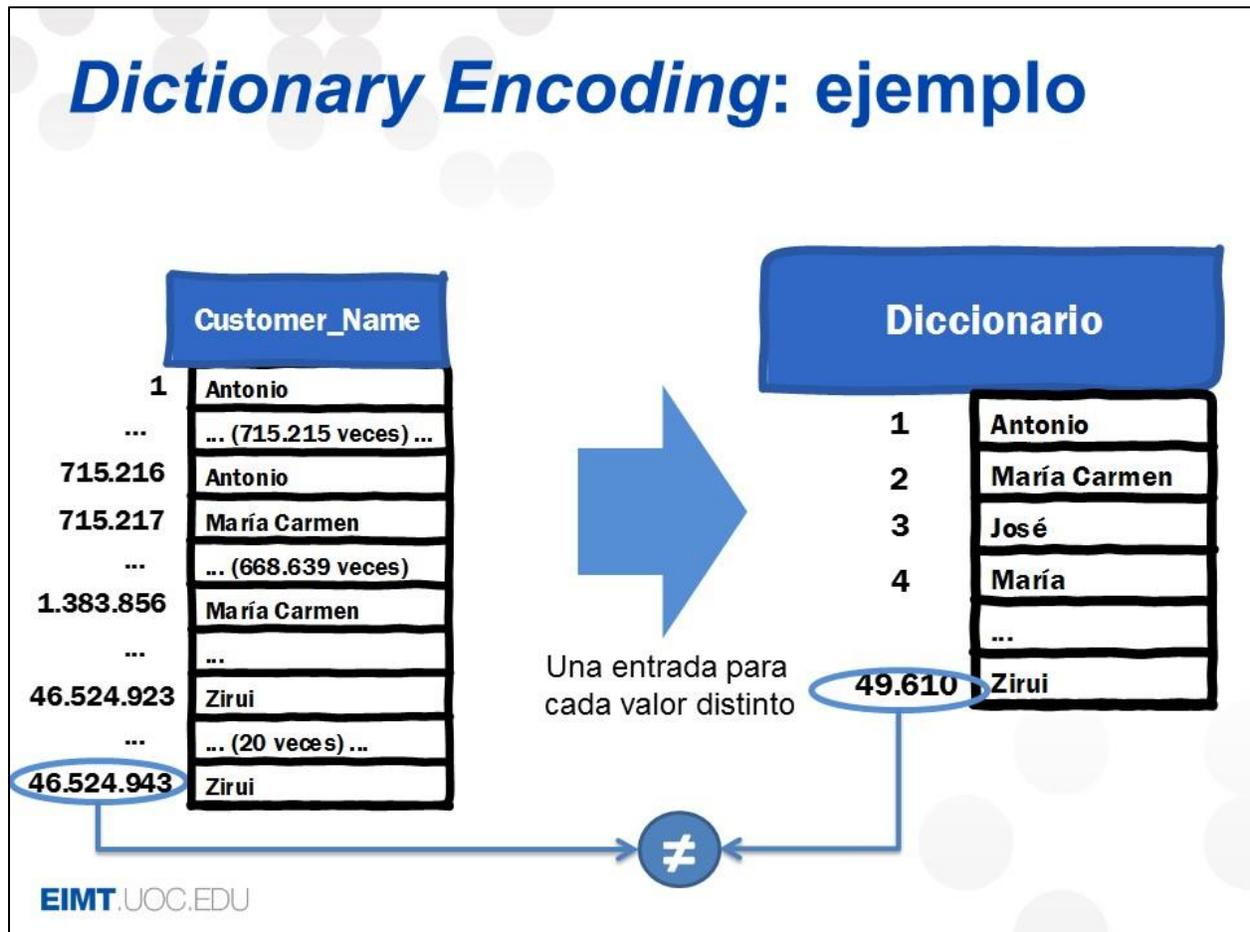 Dictionary Encoding: ejemplo
Customer_Name
1 Antonio
... ... (715.215 veces) ...
715.216 Antonio
715.217 María Carmen
... ... (668.639 veces)
1.383.856 María Carmen
... ...
46.524.923 Zirui
... ... (20 veces) ...
46.524.943 Zirui
Una entrada para
cada valor distinto
Diccionario
1 Antonio
2 María Carmen
3 José
4 María
...
49.610 Zirui
≠
EIMT.UOC.EDU